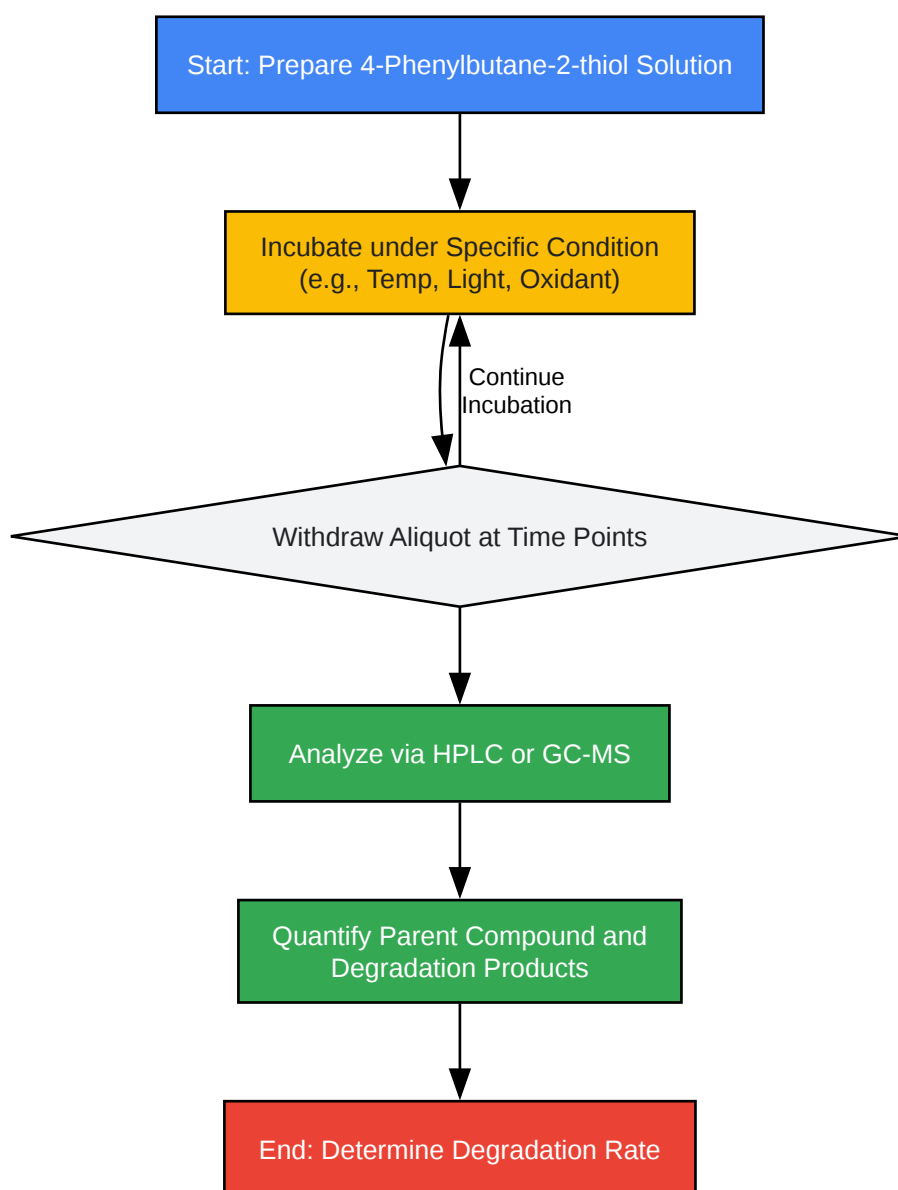 Start: Prepare 4-Phenylbutane-2-thiol Solution
Incubate under Specific Condition
(e.g., Temp, Light, Oxidant)
Continue
Incubation
Withdraw Aliquot at Time Points
Analyze via HPLC or GC-MS
Quantify Parent Compound and
Degradation Products
End: Determine Degradation Rate